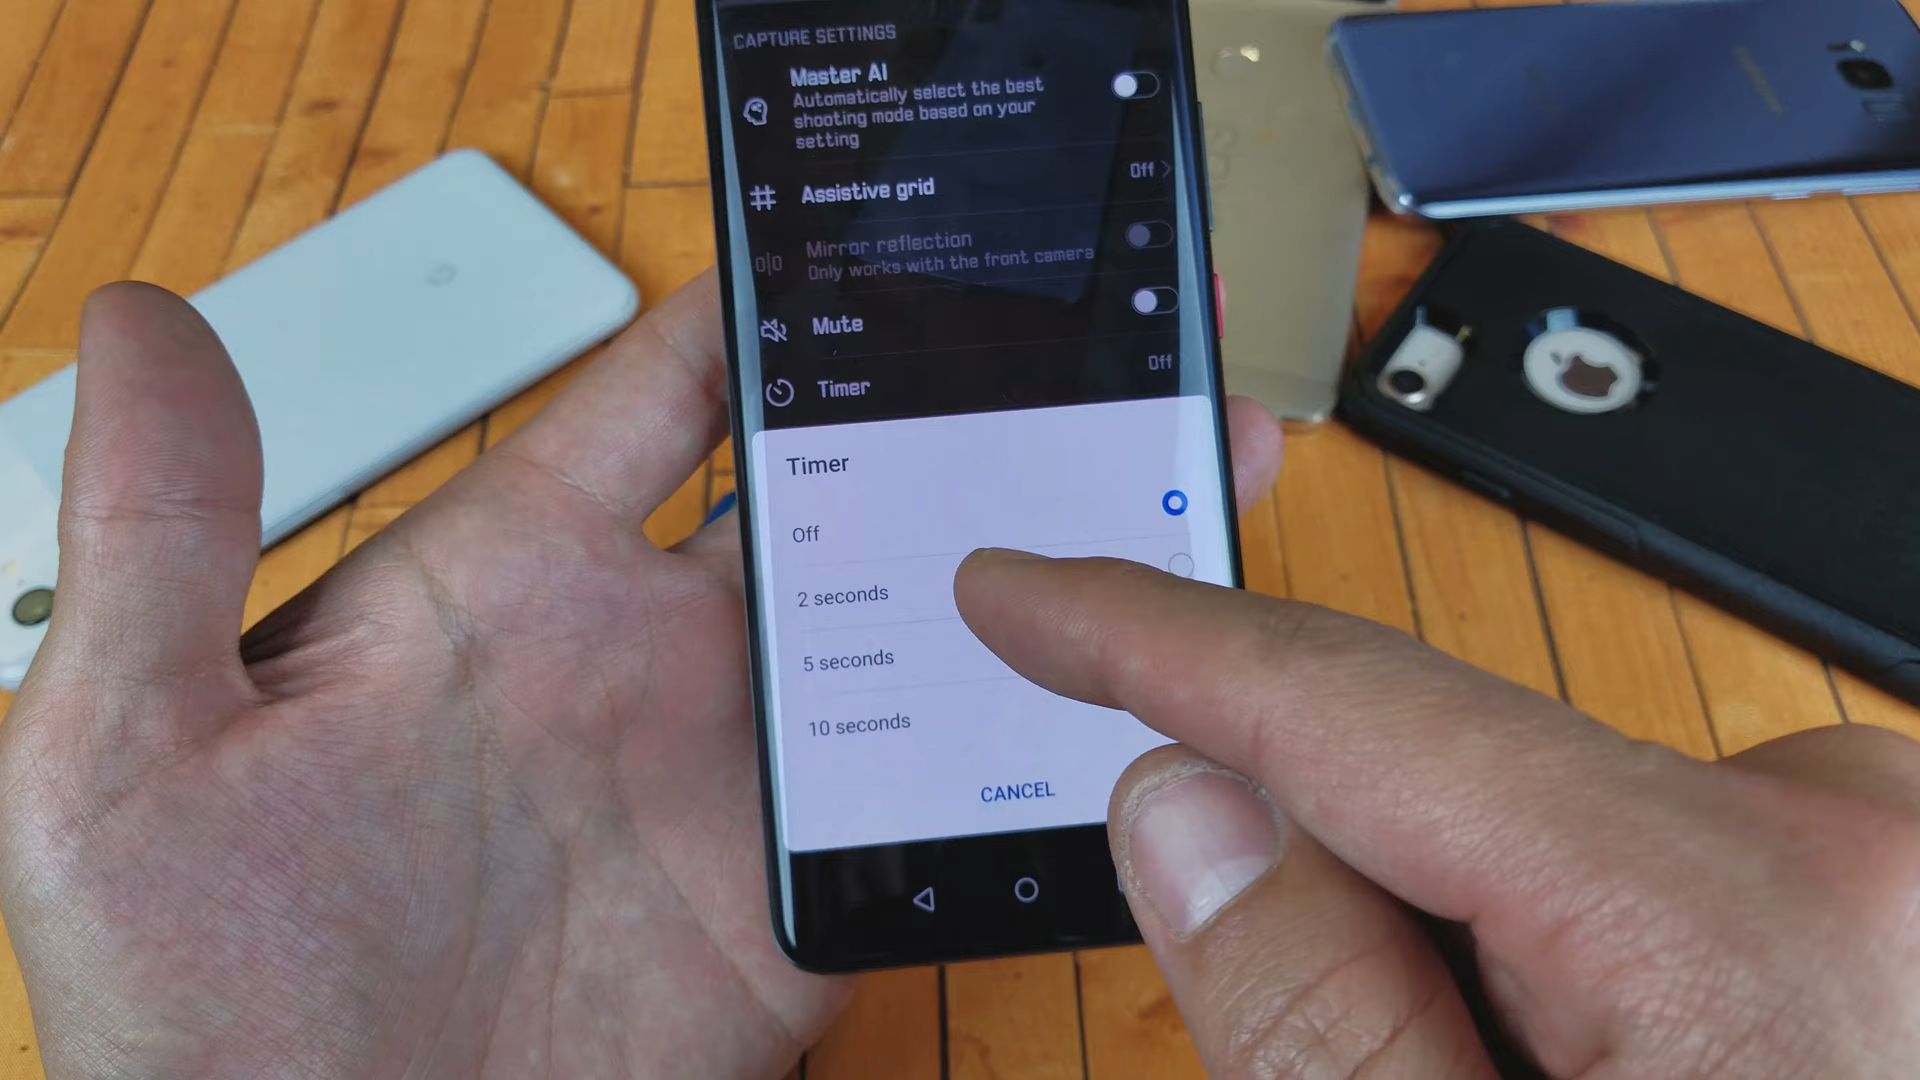 CAPTURE SETTINGS
Master AI
Automatically select the best
shooting mode based on your
setting
Assistive grid
Off
Mirror reflection
Only works with the front camera
Mute
Timer
Off
Timer
Off
2 seconds
5 seconds
10 seconds
CANCEL